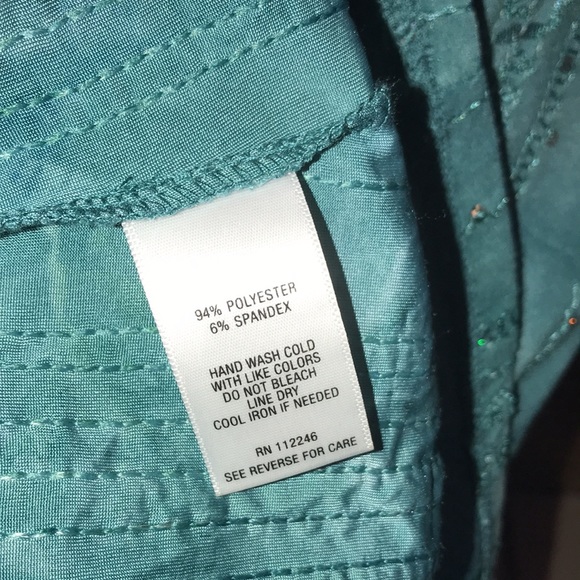 94% POLYESTER
6% SPANDEX
HAND WASH COLD
WITH LIKE COLORS
DO NOT BLEACH
LINE DRY
COOL IRON IF NEEDED
RN 112246
SEE REVERSE FOR CARE